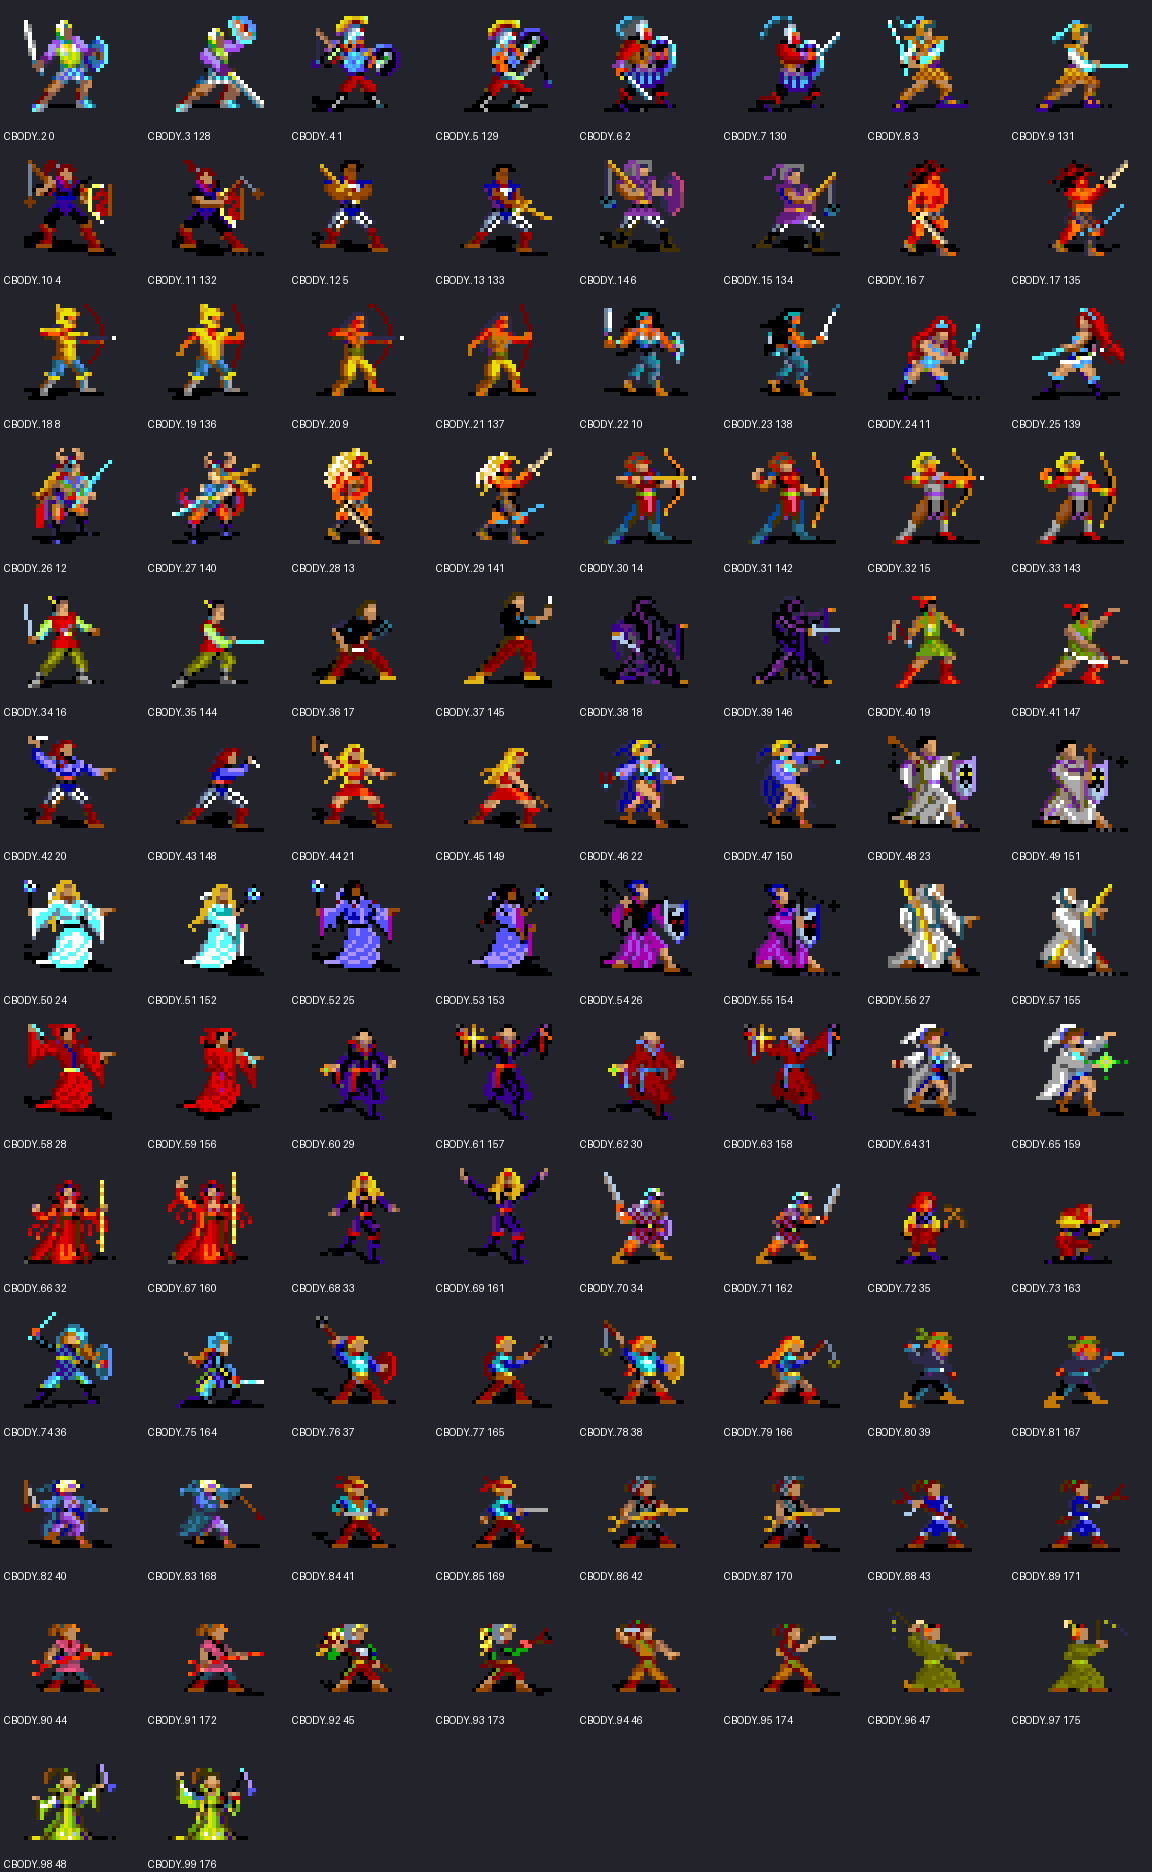 CBODY..2 0 CBODY..3 128 CBODY..4 1 CBODY..5 129 CBODY..6 2 CBODY..7 130 CBODY..8 3 CBODY..9 131
CBODY..10 4 CBODY..11 132 CBODY..12 5 CBODY..13 133 CBODY..14 6 CBODY..15 134 CBODY..16 7 CBODY..17 135
CBODY..18 8 CBODY..19 136 CBODY..20 9 CBODY..21 137 CBODY..22 10 CBODY..23 138 CBODY..24 11 CBODY..25 139
CBODY..26 12 CBODY..27 140 CBODY..28 13 CBODY..29 141 CBODY..30 14 CBODY..31 142 CBODY..32 15 CBODY..33 143
CBODY..34 16 CBODY..35 144 CBODY..36 17 CBODY..37 145 CBODY..38 18 CBODY..39 146 CBODY..40 19 CBODY..41 147
CBODY..42 20 CBODY..43 148 CBODY..44 21 CBODY..45 149 CBODY..46 22 CBODY..47 150 CBODY..48 23 CBODY..49 151
CBODY..50 24 CBODY..51 152 CBODY..52 25 CBODY..53 153 CBODY..54 26 CBODY..55 154 CBODY..56 27 CBODY..57 155
CBODY..58 28 CBODY..59 156 CBODY..60 29 CBODY..61 157 CBODY..62 30 CBODY..63 158 CBODY..64 31 CBODY..65 159
CBODY..66 32 CBODY..67 160 CBODY..68 33 CBODY..69 161 CBODY..70 34 CBODY..71 162 CBODY..72 35 CBODY..73 163
CBODY..74 36 CBODY..75 164 CBODY..76 37 CBODY..77 165 CBODY..78 38 CBODY..79 166 CBODY..80 39 CBODY..81 167
CBODY..82 40 CBODY..83 168 CBODY..84 41 CBODY..85 169 CBODY..86 42 CBODY..87 170 CBODY..88 43 CBODY..89 171
CBODY..90 44 CBODY..91 172 CBODY..92 45 CBODY..93 173 CBODY..94 46 CBODY..95 174 CBODY..96 47 CBODY..97 175
CBODY..98 48 CBODY..99 176